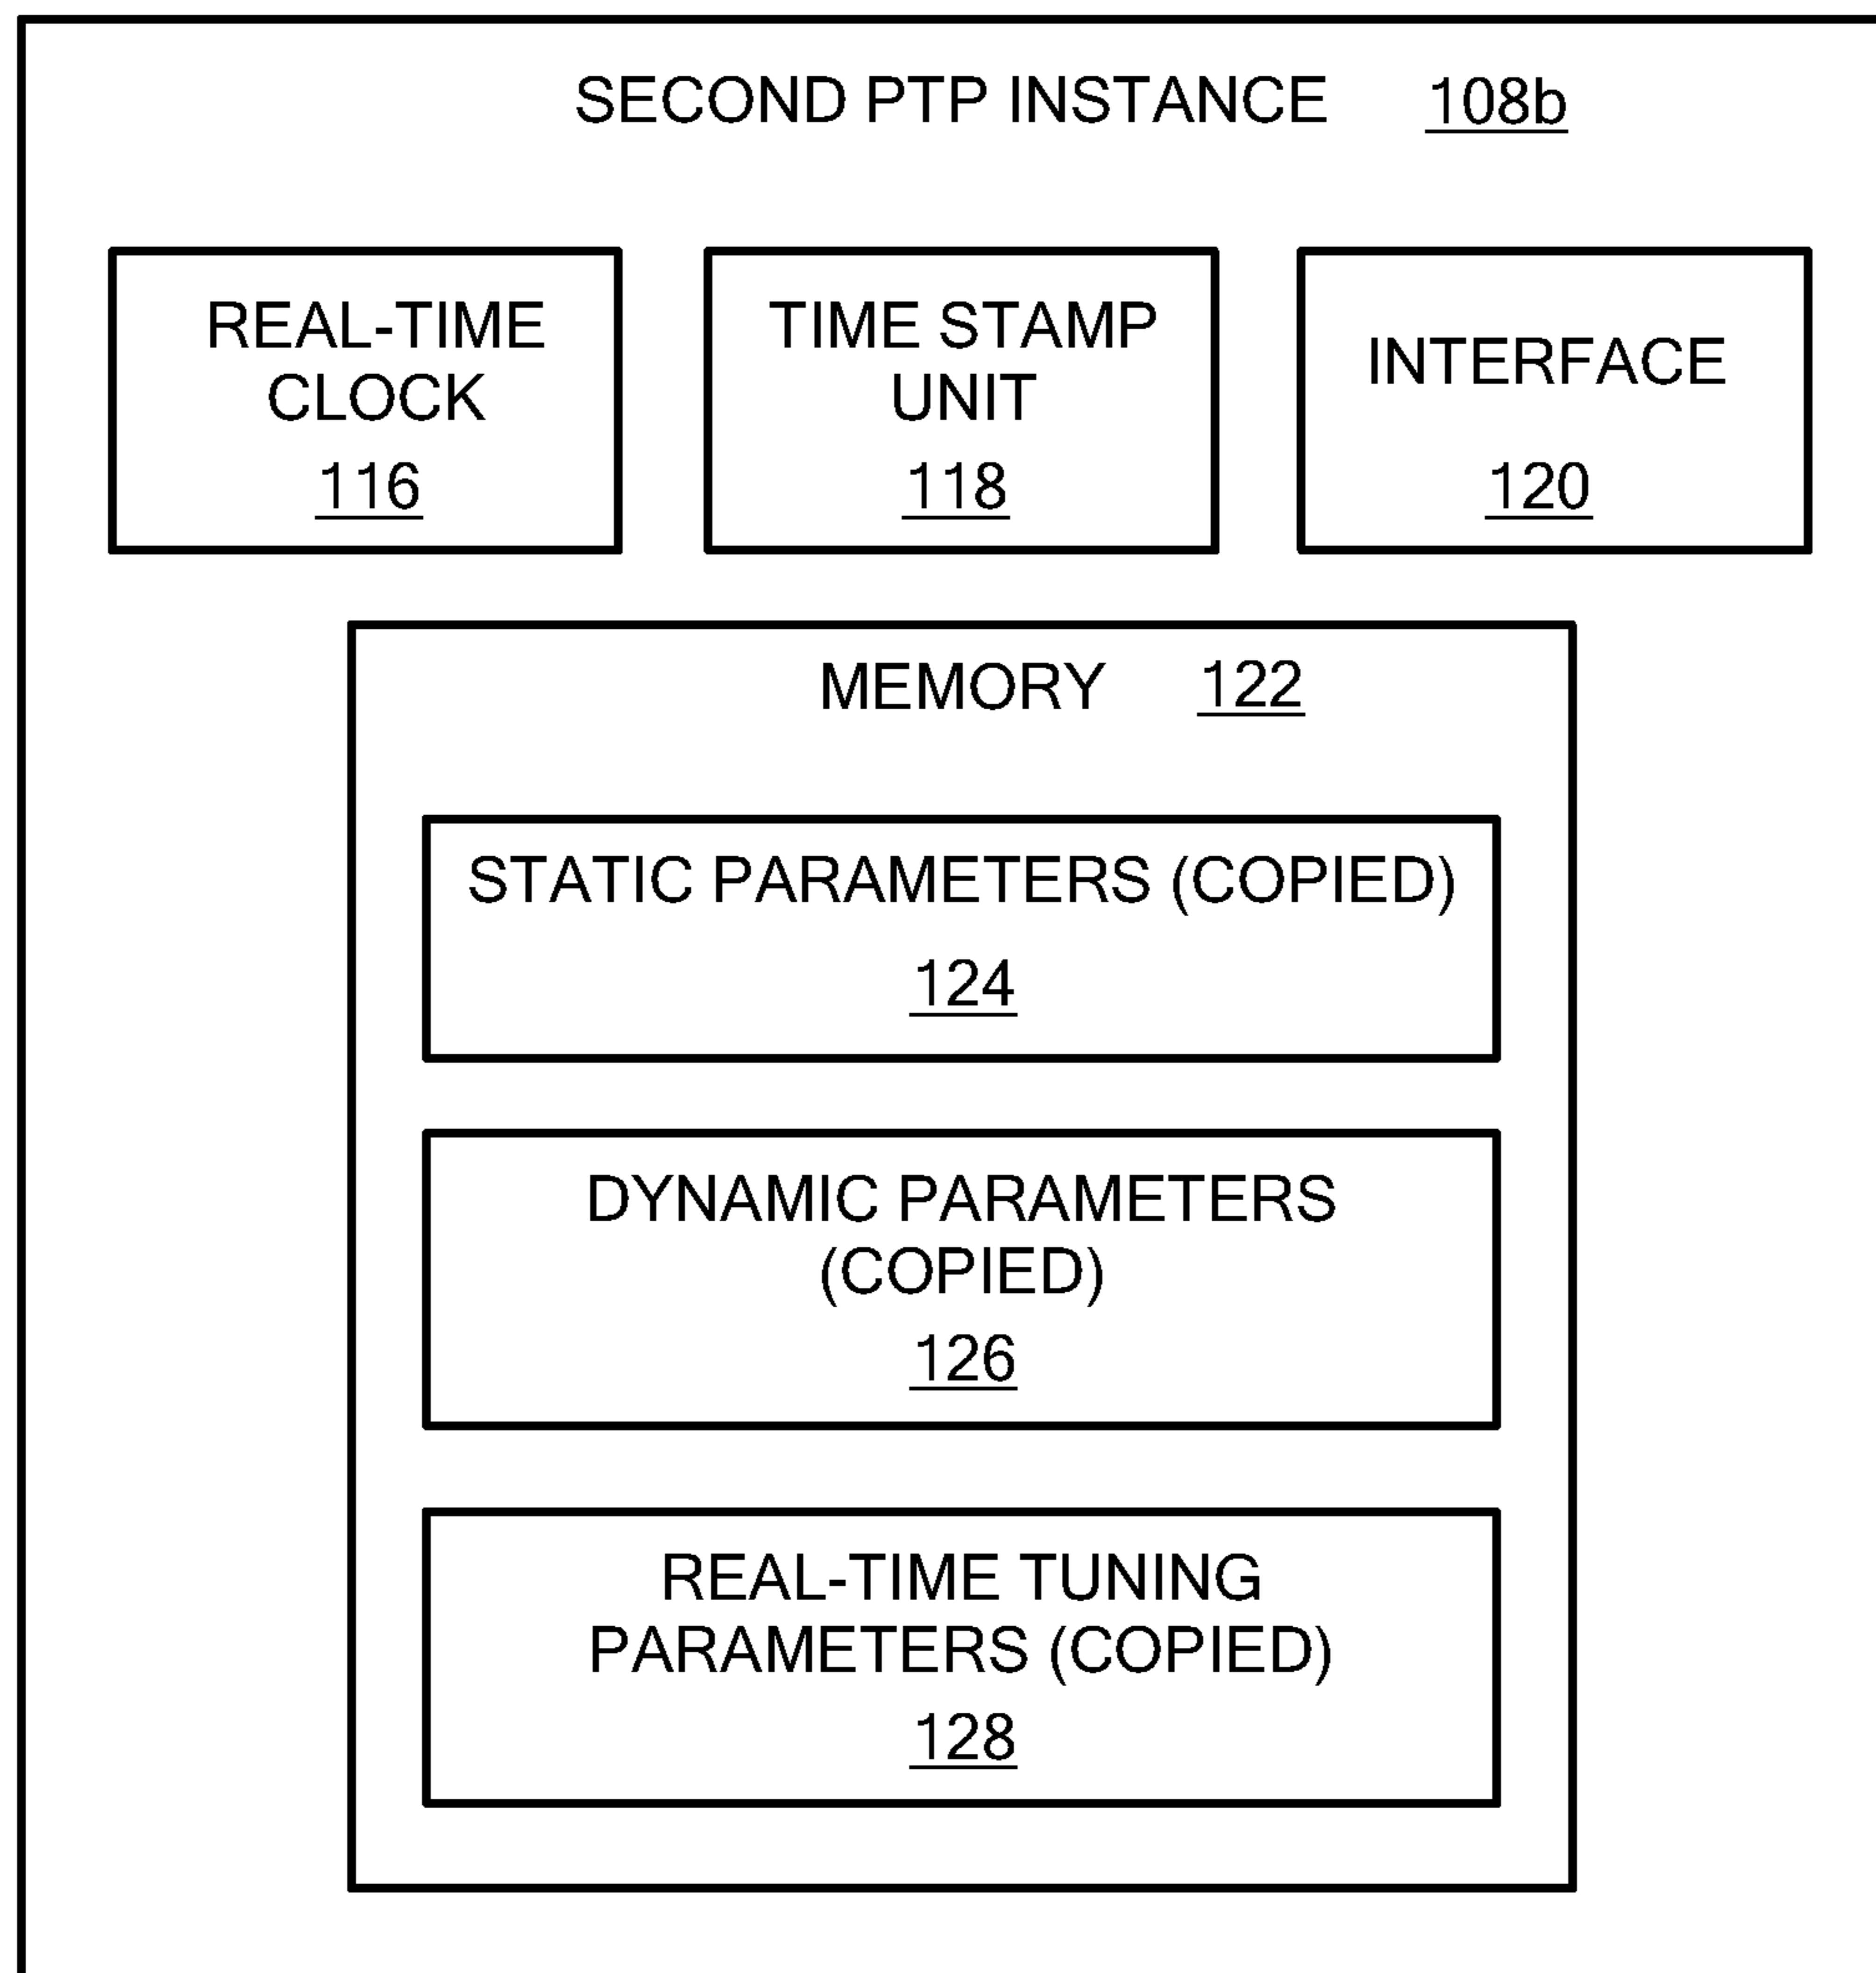 SECOND PTP INSTANCE 108b
REAL-TIME
CLOCK
116
TIME STAMP
UNIT
118
INTERFACE
120
MEMORY 122
STATIC PARAMETERS (COPIED)
124
DYNAMIC PARAMETERS
(COPIED)
126
REAL-TIME TUNING
PARAMETERS (COPIED)
128